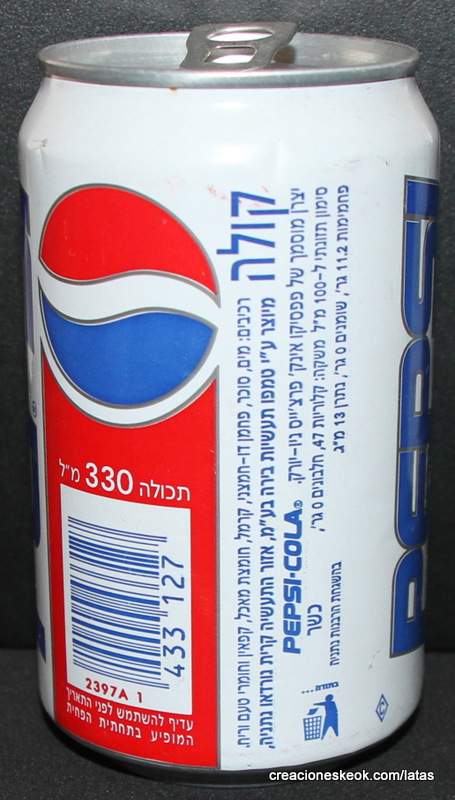 קולה
רכיבים: מים, סוכר, פחמן דו חמצני, קרמל, חומצת מאכל, קפאין וחומרי טעם וריח.
מיוצר ע"י טמפו תעשיות בירה בע"מ, אזור התעשיה קרית נורדאו נתניה,
יצרן מוסמך של פפסיקו אינק פרצ'יס ניו-יורק. PEPSI-COLA®
סימון תזונתי ל-100 מ"ל משקה: קלוריות 47, חלבונים 0 גר',
פחמימות 11.2 גר', שומנים 0 גר', נתרן 13 מ"ג.
כשר
בהשגחת הרבנות נתניה
בתודה...
PEPSI
תכולה 330 מ"ל
433 127
2397A 1
עדיף להשתמש לפני התאריך
המופיע בתחתית הפחית
creacioneskeok.com/latas